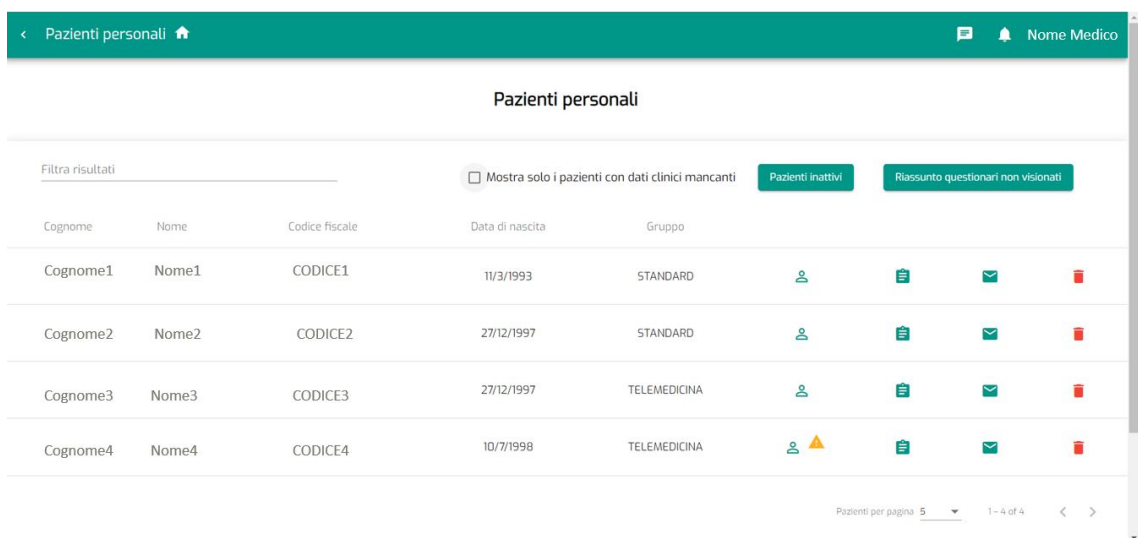 Pazienti personali
Nome Medico
Pazienti personali
Filtra risultati
Mostra solo i pazienti con dati clinici mancanti
Pazienti inattivi
Riassunto questionari non visionati
Cognome Nome Codice fiscale Data di nascita Gruppo
Cognome1 Nome1 CODICE1 11/3/1993 STANDARD
Cognome2 Nome2 CODICE2 27/12/1997 STANDARD
Cognome3 Nome3 CODICE3 27/12/1997 TELEMEDICINA
Cognome4 Nome4 CODICE4 10/7/1998 TELEMEDICINA
Pazienti per pagina 5 1 – 4 of 4